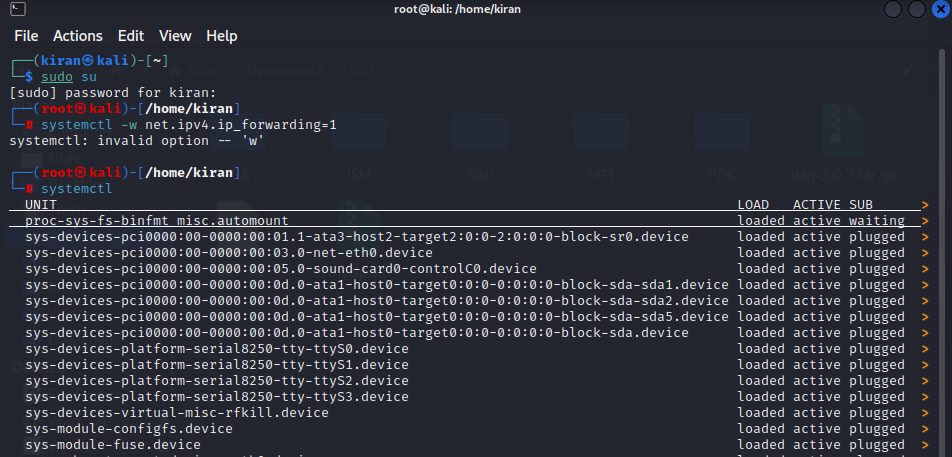 root@kali: /home/kiran
File Actions Edit View Help
┌──(kiran㉿kali)-[~]
└─$ sudo su
[sudo] password for kiran:
┌──(root㉿kali)-[/home/kiran]
└─# systemctl -w net.ipv4.ip_forwarding=1
systemctl: invalid option -- 'w'
┌──(root㉿kali)-[/home/kiran]
└─# systemctl
UNIT LOAD ACTIVE SUB >
proc-sys-fs-binfmt_misc.automount loaded active waiting >
sys-devices-pci0000:00-0000:00:01.1-ata3-host2-target2:0:0-2:0:0:0-block-sr0.device loaded active plugged >
sys-devices-pci0000:00-0000:00:03.0-net-eth0.device loaded active plugged >
sys-devices-pci0000:00-0000:00:05.0-sound-card0-controlC0.device loaded active plugged >
sys-devices-pci0000:00-0000:00:0d.0-ata1-host0-target0:0:0-0:0:0:0-block-sda-sda1.device loaded active plugged >
sys-devices-pci0000:00-0000:00:0d.0-ata1-host0-target0:0:0-0:0:0:0-block-sda-sda2.device loaded active plugged >
sys-devices-pci0000:00-0000:00:0d.0-ata1-host0-target0:0:0-0:0:0:0-block-sda-sda5.device loaded active plugged >
sys-devices-pci0000:00-0000:00:0d.0-ata1-host0-target0:0:0-0:0:0:0-block-sda.device loaded active plugged >
sys-devices-platform-serial8250-tty-ttyS0.device loaded active plugged >
sys-devices-platform-serial8250-tty-ttyS1.device loaded active plugged >
sys-devices-platform-serial8250-tty-ttyS2.device loaded active plugged >
sys-devices-platform-serial8250-tty-ttyS3.device loaded active plugged >
sys-devices-virtual-misc-rfkill.device loaded active plugged >
sys-module-configfs.device loaded active plugged >
sys-module-fuse.device loaded active plugged >